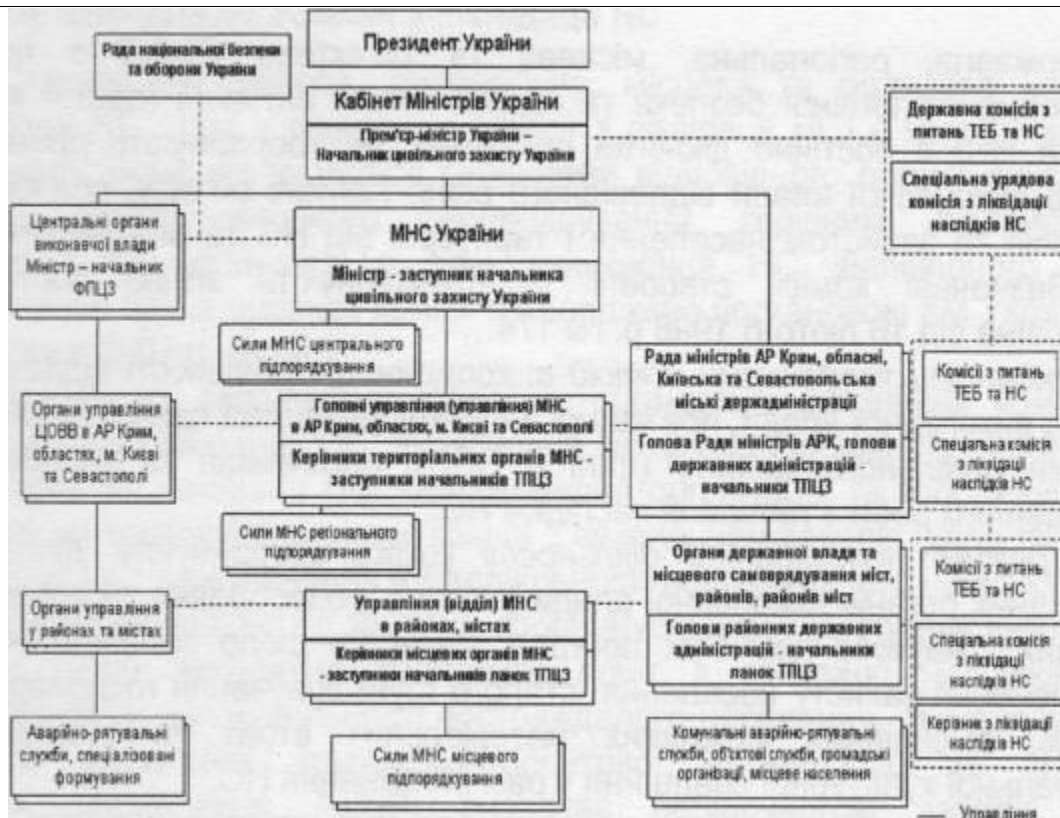 Президент України
Рада національної безпеки
та оборони України
Кабінет Міністрів України
Прем'єр-міністр України –
Начальник цивільного захисту України
Державна комісія з
питань ТЕБ та НС
Спеціальна урядова
комісія з ліквідації
наслідків НС
Центральні органи
виконавчої влади
Міністр – начальник
ФПЦЗ
МНС України
Міністр - заступник начальника
цивільного захисту України
Сили МНС центрального
підпорядкування
Рада міністрів АР Крим, обласні,
Київська та Севастопольська
міські держадміністрації
Голова Ради міністрів АРК, голови
державних адміністрацій -
начальники ТПЦЗ
Комісії з питань
ТЕБ та НС
Спеціальна комісія
з ліквідації
наслідків НС
Органи управління
ЦОВВ в АР Крим,
областях, м. Києві
та Севастополі
Головні управління (управління) МНС
в АР Крим, областях, м. Києві та Севастополі
Керівники територіальних органів МНС -
заступники начальників ТПЦЗ
Сили МНС регіонального
підпорядкування
Органи державної влади та
місцевого самоврядування міст,
районів, районів міст
Голови районних державних
адміністрацій - начальники
ланок ТПЦЗ
Комісії з питань
ТЕБ та НС
Спеціальна комісія
з ліквідації
наслідків НС
Керівник з ліквідації
наслідків НС
Органи управління
у районах та містах
Управління (відділ) МНС
в районах, містах
Керівники місцевих органів МНС
- заступники начальників ланок ТПЦЗ
Аварійно-рятувальні
служби, спеціалізовані
формування
Сили МНС місцевого
підпорядкування
Комунальні аварійно-рятувальні
служби, об'єктові служби, громадські
організації, місцеве населення
Управління